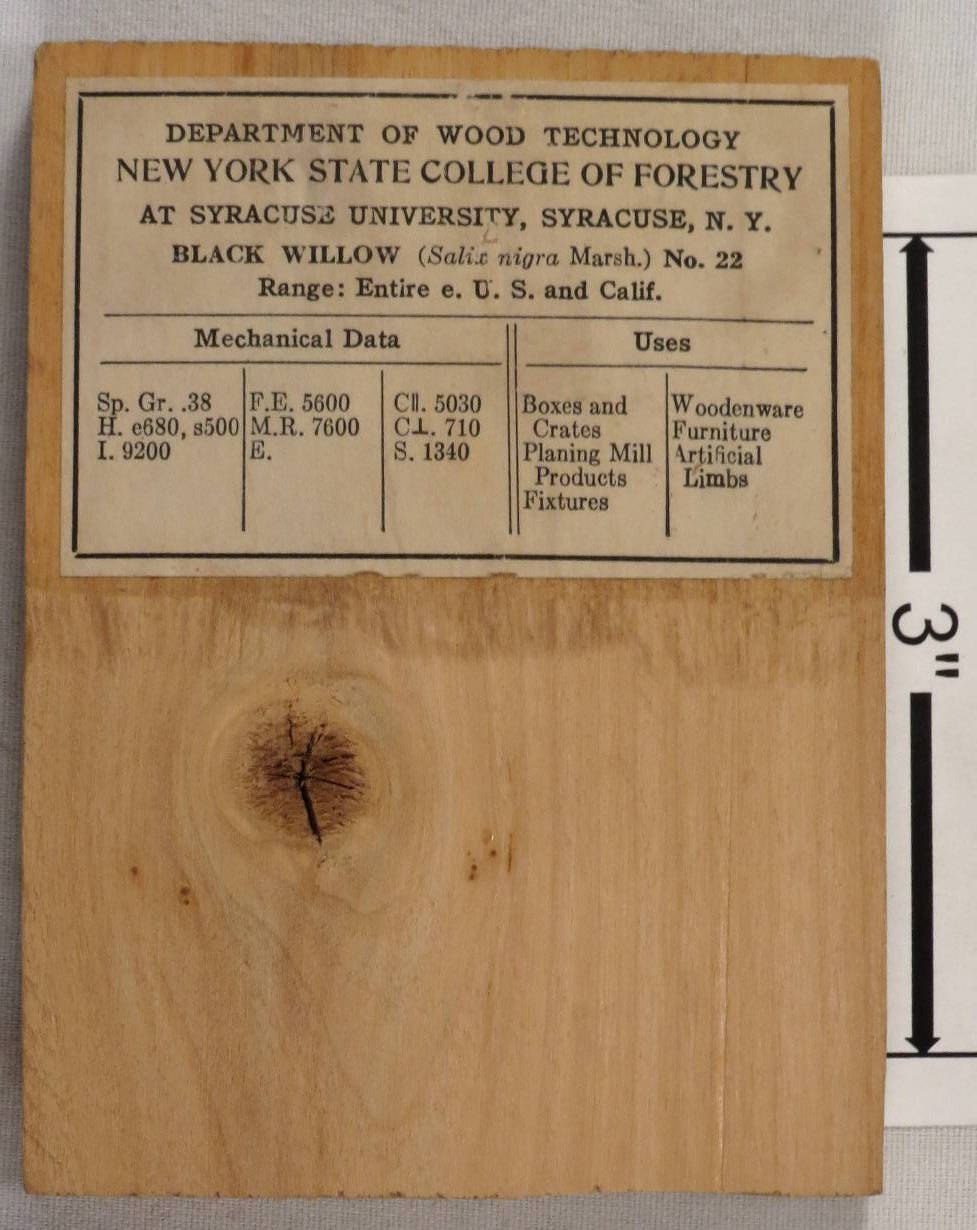 DEPARTMENT OF WOOD TECHNOLOGY
NEW YORK STATE COLLEGE OF FORESTRY
AT SYRACUSE UNIVERSITY, SYRACUSE, N. Y.
BLACK WILLOW (Salix nigra Marsh.) No. 22
Range: Entire e. U. S. and Calif.
Mechanical Data
Sp. Gr. .38
H. e680, s500
I. 9200
F.E. 5600
M.R. 7600
E.
C‖. 5030
C⊥. 710
S. 1340
Uses
Boxes and
Crates
Planing Mill
Products
Fixtures
Woodenware
Furniture
Artificial
Limbs
3"